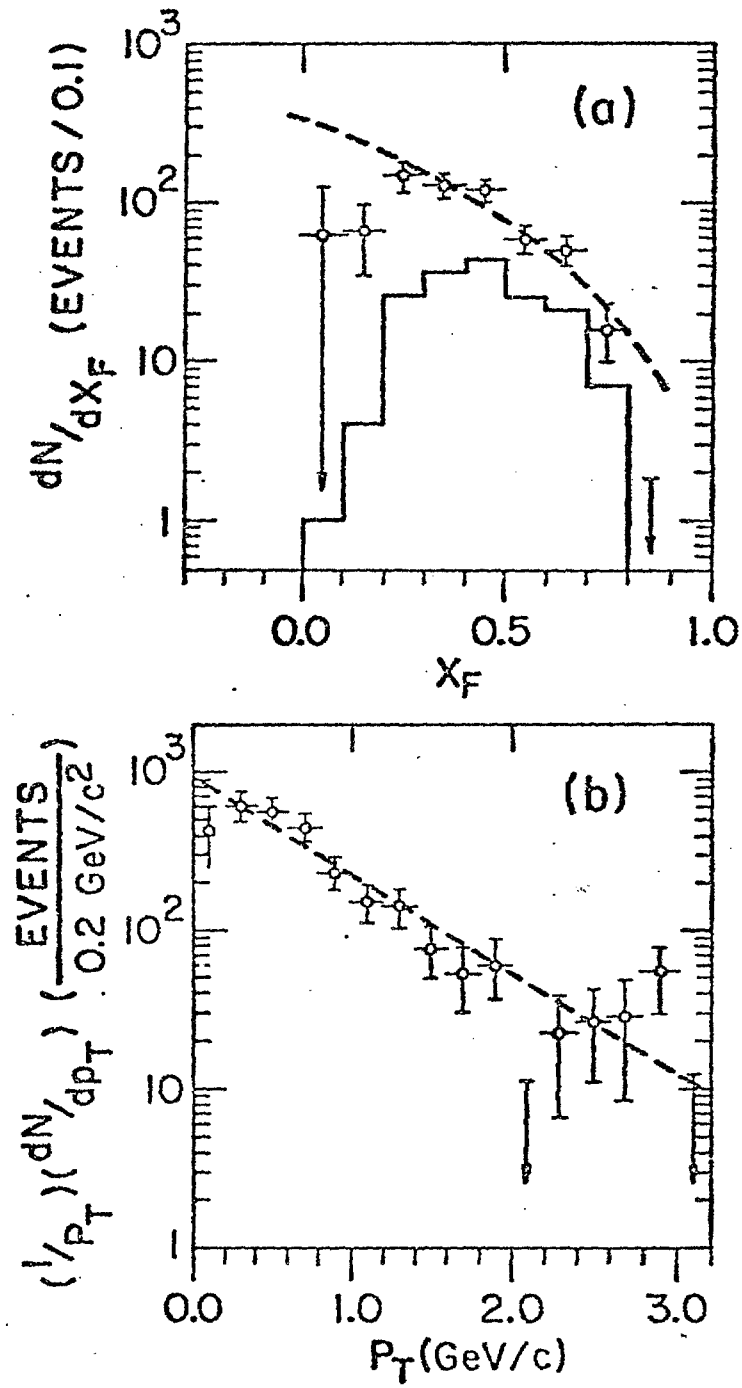 (a)
10³
10²
10
1
dN/dX_F (EVENTS/0.1)
0.0 0.5 1.0
X_F
(b)
10³
10²
10
1
(1/P_T)(dN/dp_T) (EVENTS/0.2 GeV/c²)
0.0 1.0 2.0 3.0
P_T(GeV/c)